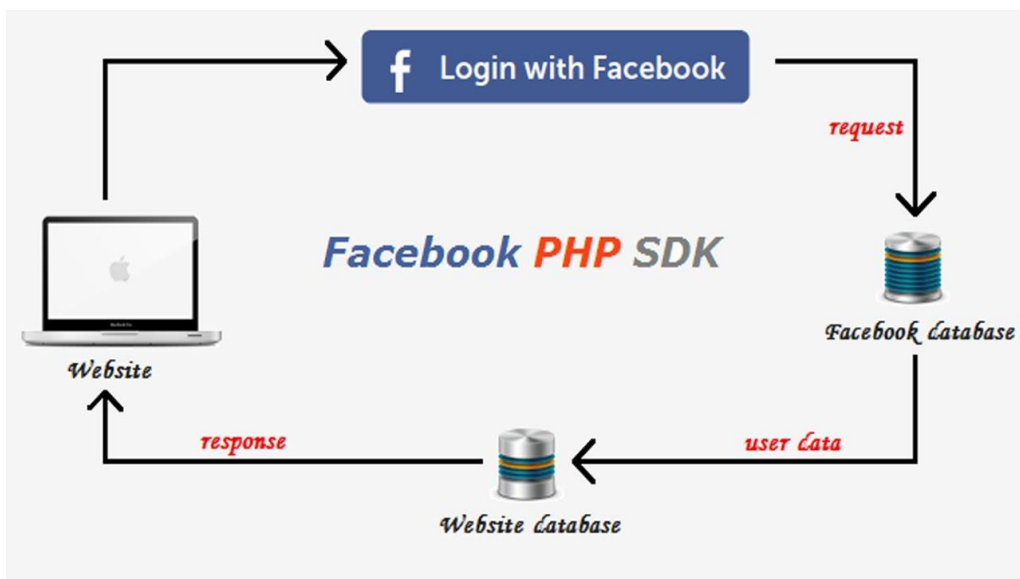 f Login with Facebook
request
Facebook PHP SDK
Facebook database
Website
response
user data
Website database